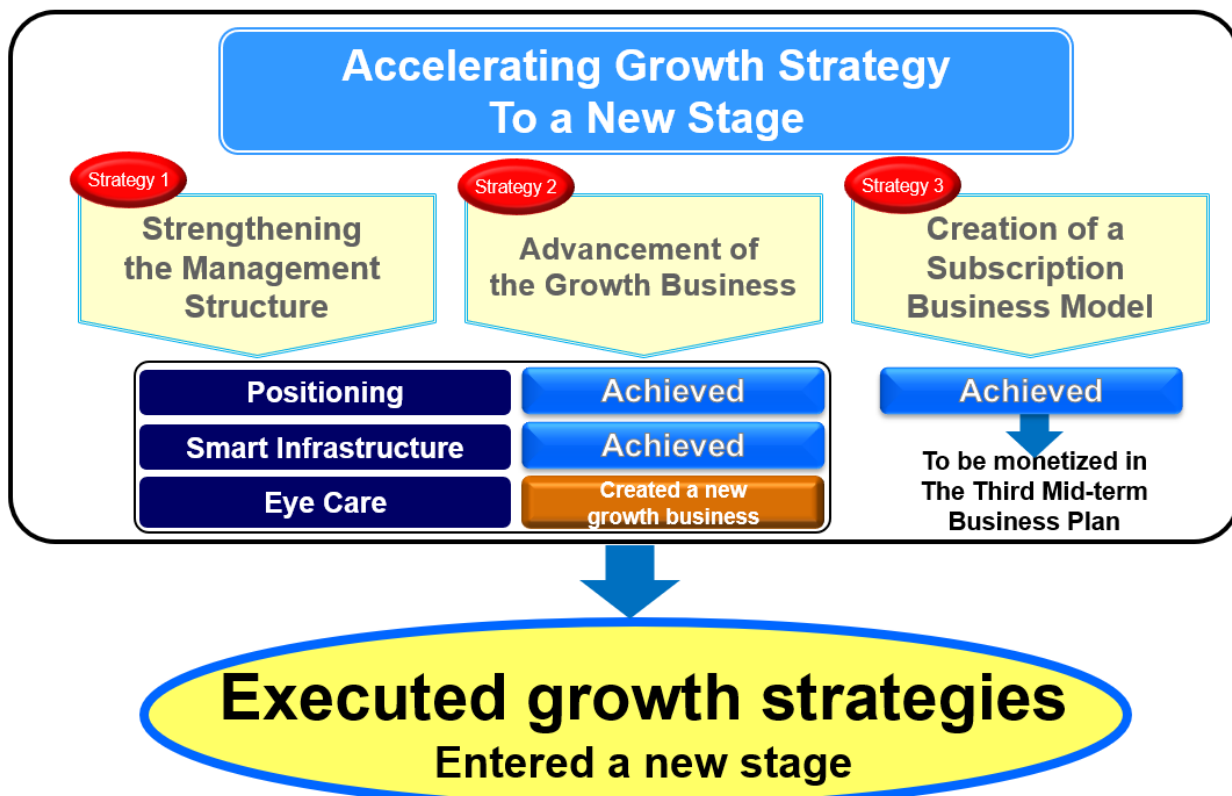 Accelerating Growth Strategy
To a New Stage
Strategy 1
Strengthening
the Management
Structure
Strategy 2
Advancement of
the Growth Business
Strategy 3
Creation of a
Subscription
Business Model
Positioning
Achieved
Smart Infrastructure
Achieved
Eye Care
Created a new
growth business
Achieved
To be monetized in
The Third Mid-term
Business Plan
Executed growth strategies
Entered a new stage